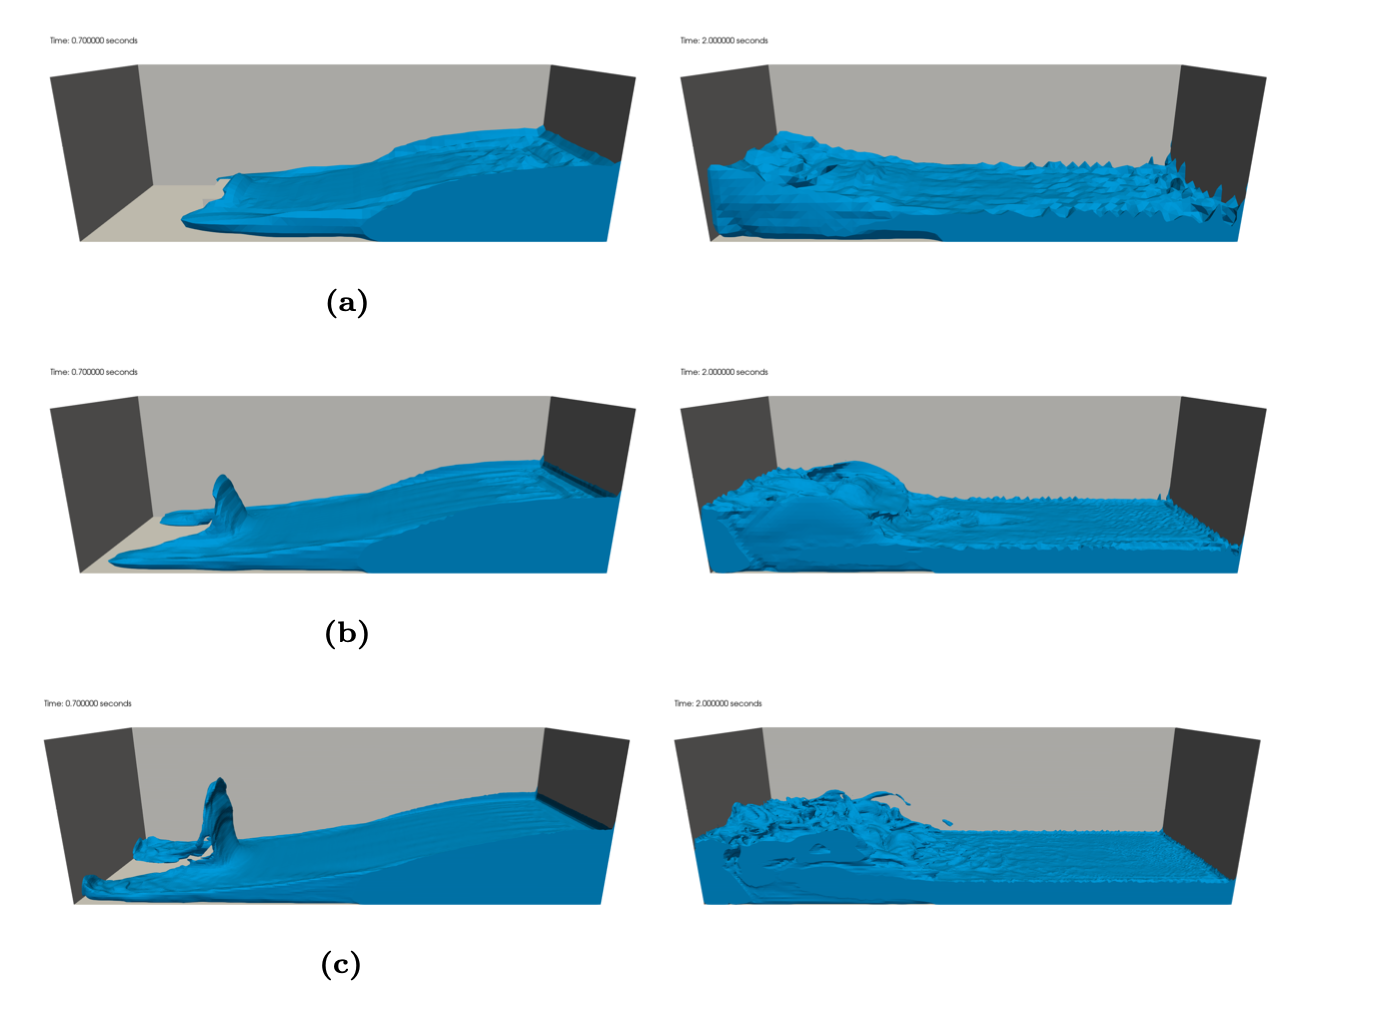 Time: 0.700000 seconds
Time: 2.000000 seconds
(a)
Time: 0.700000 seconds
Time: 2.000000 seconds
(b)
Time: 0.700000 seconds
Time: 2.000000 seconds
(c)